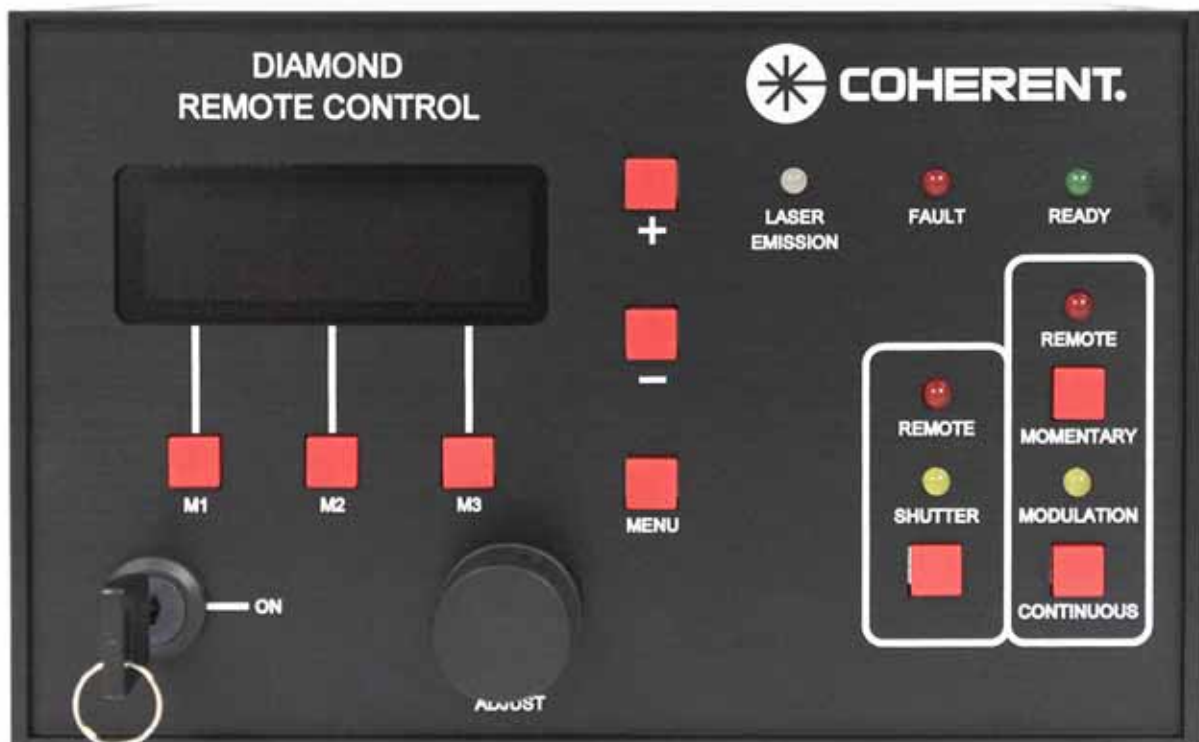 DIAMOND
REMOTE CONTROL
COHERENT.
+
LASER
EMISSION
FAULT
READY
−
REMOTE
MOMENTARY
REMOTE
M1
M2
M3
MENU
SHUTTER
MODULATION
ON
CONTINUOUS
ADJUST